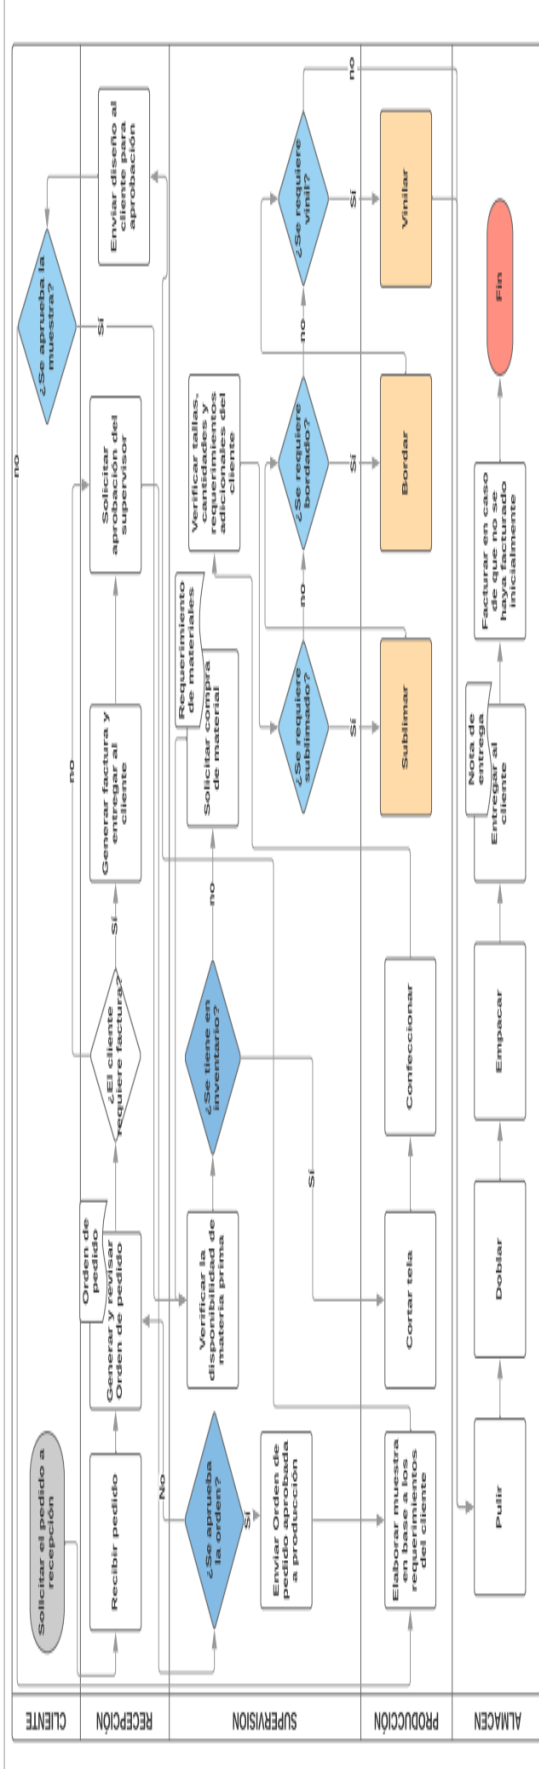 CLIENTE
Solicitar el pedido a
recepción
¿Se aprueba la
muestra?
no
Sí
RECEPCIÓN
Recibir pedido
Generar y revisar
Orden de pedido
Orden de
pedido
¿El cliente
requiere factura?
Sí
no
Generar factura y
entregar al
cliente
Solicitar
aprobación del
supervisor
Enviar diseño al
cliente para
aprobación
SUPERVISION
¿Se aprueba
la orden?
No
Sí
Enviar Orden de
pedido aprobada
a producción
Verificar la
disponibilidad de
materia prima
¿Se tiene en
inventario?
no
Sí
Solicitar compra
de material
Requerimiento
de materiales
Verificar tallas,
cantidades y
requerimientos
adicionales del
cliente
¿Se requiere
sublimado?
no
Sí
¿Se requiere
bordado?
no
Sí
¿Se requiere
vinil?
no
Sí
PRODUCCIÓN
Elaborar muestra
en base a los
requerimientos
del cliente
Cortar tela
Confeccionar
Sublimar
Bordar
Vinilar
ALMACEN
Pulir
Doblar
Empacar
Entregar al
cliente
Nota de
entrega
Facturar en caso
de que no se
haya facturado
inicialmente
Fin